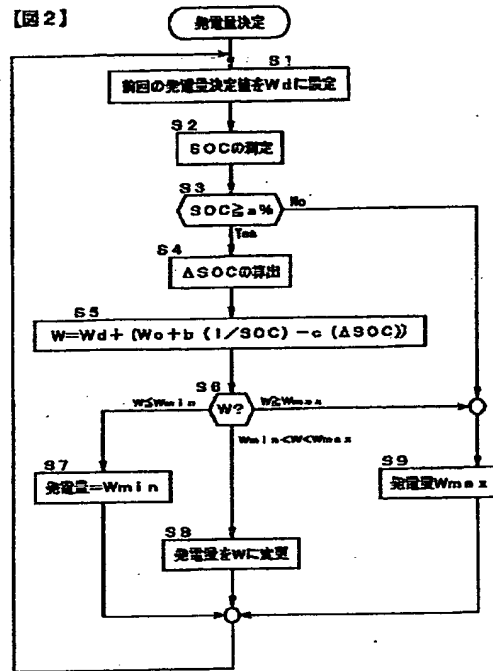 【図2】
発電量決定
S1
前回の発電量決定値をWdに設定
S2
SOCの測定
S3
SOC≧a%
No
Yes
S4
ΔSOCの算出
S5
W=Wd+(Wo+b(1/SOC)-c(ΔSOC))
S6
W?
W≦Wmin
W≧Wmax
Wmin<W<Wmax
S7
発電量=Wmin
S9
発電量Wmax
S8
発電量をWに変更